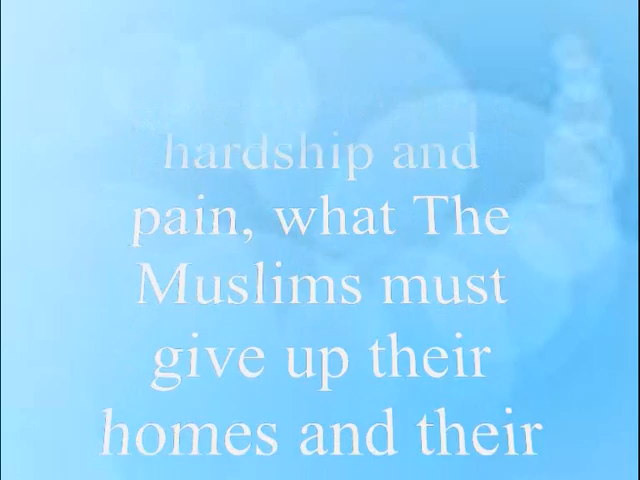 hardship and
pain, what The
Muslims must
give up their
homes and their